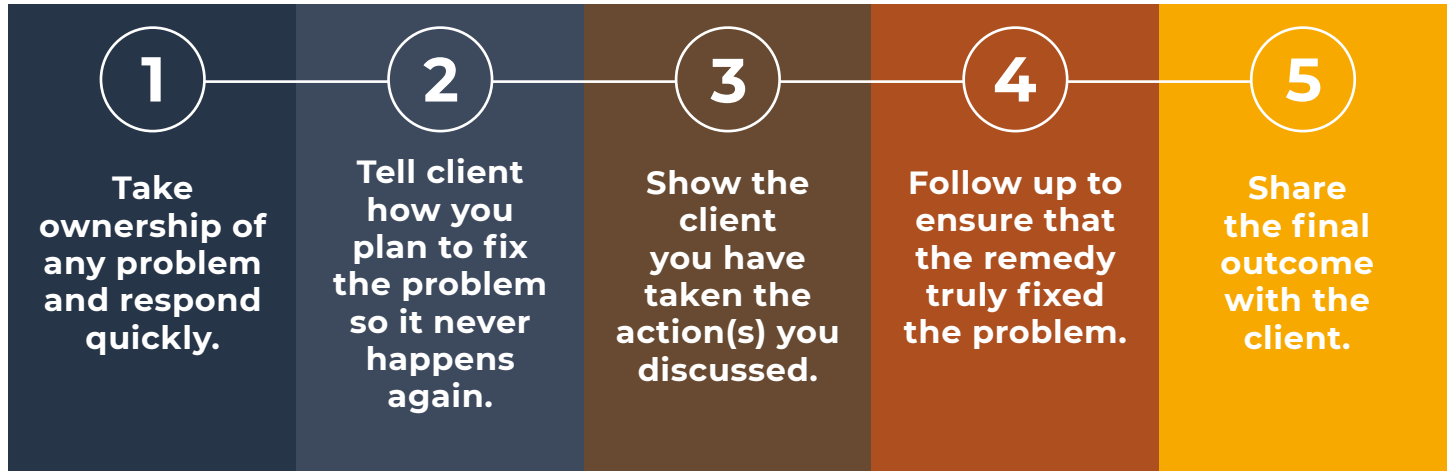 1
Take
ownership of
any problem
and respond
quickly.
2
Tell client
how you
plan to fix
the problem
so it never
happens
again.
3
Show the
client
you have
taken the
action(s) you
discussed.
4
Follow up to
ensure that
the remedy
truly fixed
the problem.
5
Share
the final
outcome
with the
client.